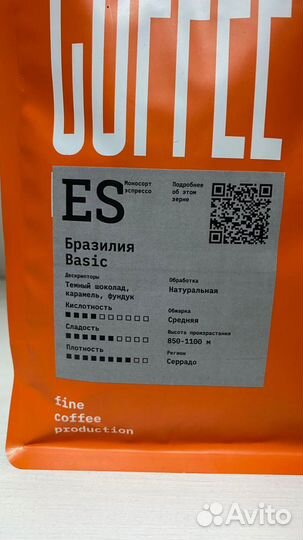 COFFEE
ES
Моносорт
эспрессо
Подробнее
об этом
зерне
Бразилия
Basic
Дескрипторы
Темный шоколад,
карамель, фундук
Обработка
Натуральная
Кислотность
Обжарка
Средняя
Сладость
Высота произрастания
850-1100 м
Плотность
Регион
Серрадо
fine
coffee
production
Avito